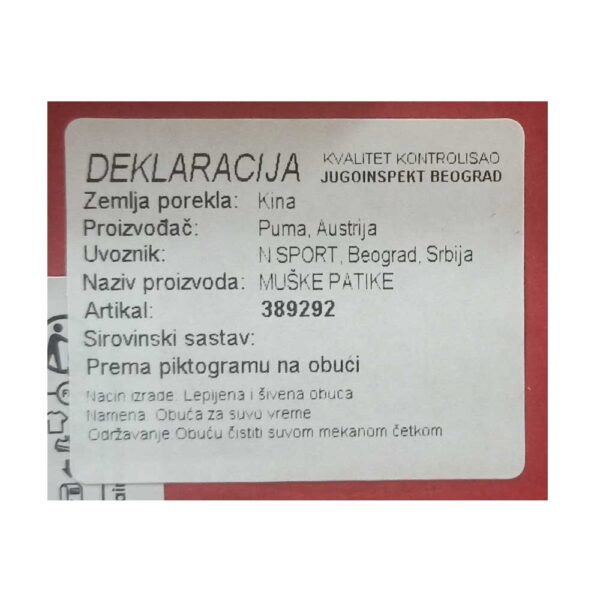 DEKLARACIJA
KVALITET KONTROLISAO
JUGOINSPEKT BEOGRAD
Zemlja porekla: Kina
Proizvođač: Puma, Austrija
Uvoznik: N SPORT, Beograd, Srbija
Naziv proizvoda: MUŠKE PATIKE
Artikal: 389292
Sirovinski sastav:
Prema piktogramu na obući
Nacin izrade: Lepijena i šivena obuca
Namena: Obuća za suvo vreme
Održavanje:Obuću čistiti suvom mekanom četkom